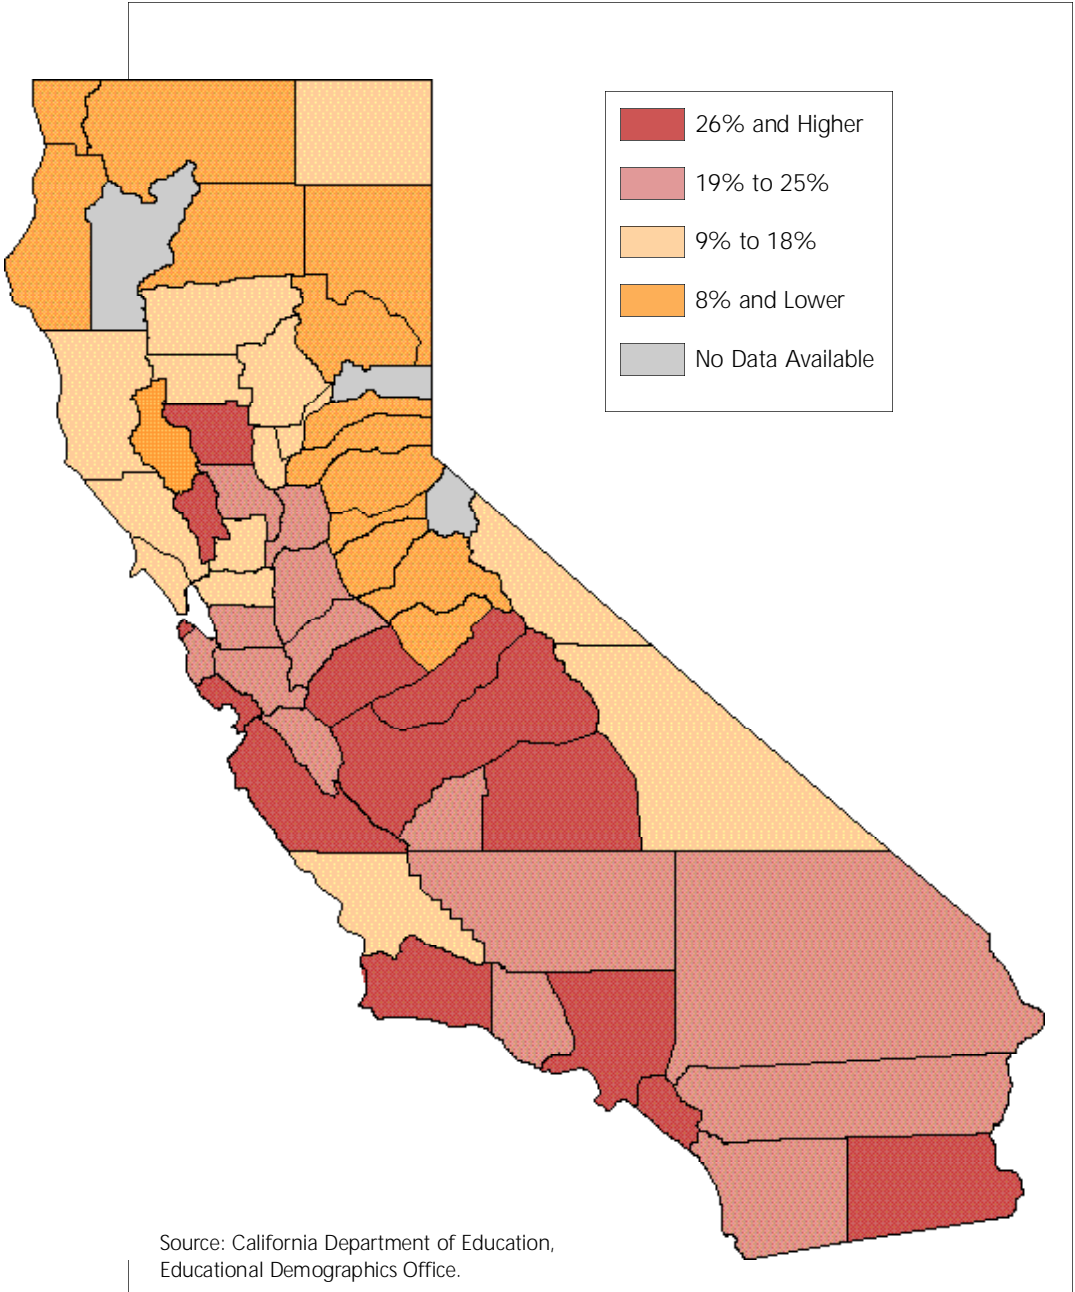 26% and Higher
19% to 25%
9% to 18%
8% and Lower
No Data Available
Source: California Department of Education,
Educational Demographics Office.